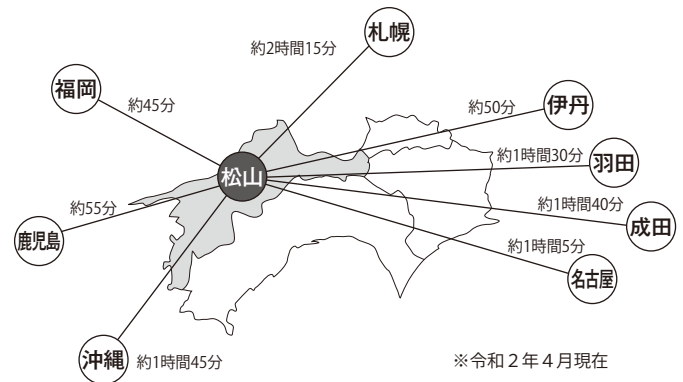 札幌
約2時間15分
福岡
約45分
伊丹
約50分
羽田
約1時間30分
松山
成田
約1時間40分
鹿児島
約55分
名古屋
約1時間5分
沖縄
約1時間45分
※令和２年４月現在